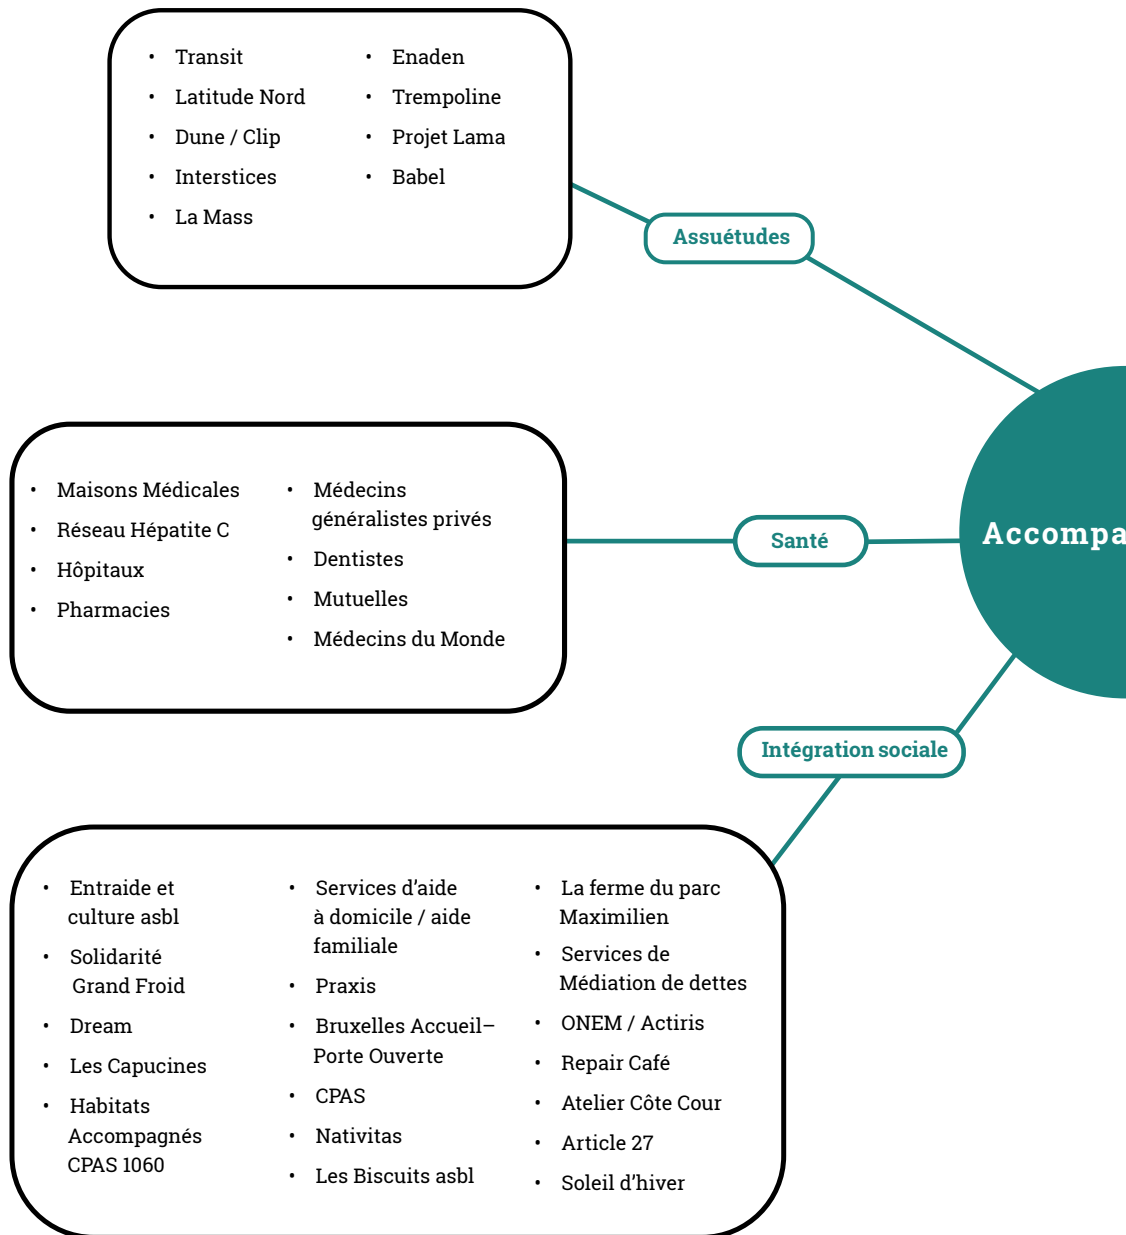 • Transit
• Latitude Nord
• Dune / Clip
• Interstices
• La Mass
• Enaden
• Trempoline
• Projet Lama
• Babel
Assuétudes
• Maisons Médicales
• Réseau Hépatite C
• Hôpitaux
• Pharmacies
• Médecins
généralistes privés
• Dentistes
• Mutuelles
• Médecins du Monde
Santé
Accompa
Intégration sociale
• Entraide et
culture asbl
• Solidarité
Grand Froid
• Dream
• Les Capucines
• Habitats
Accompagnés
CPAS 1060
• Services d’aide
à domicile / aide
familiale
• Praxis
• Bruxelles Accueil–
Porte Ouverte
• CPAS
• Nativitas
• Les Biscuits asbl
• La ferme du parc
Maximilien
• Services de
Médiation de dettes
• ONEM / Actiris
• Repair Café
• Atelier Côte Cour
• Article 27
• Soleil d’hiver